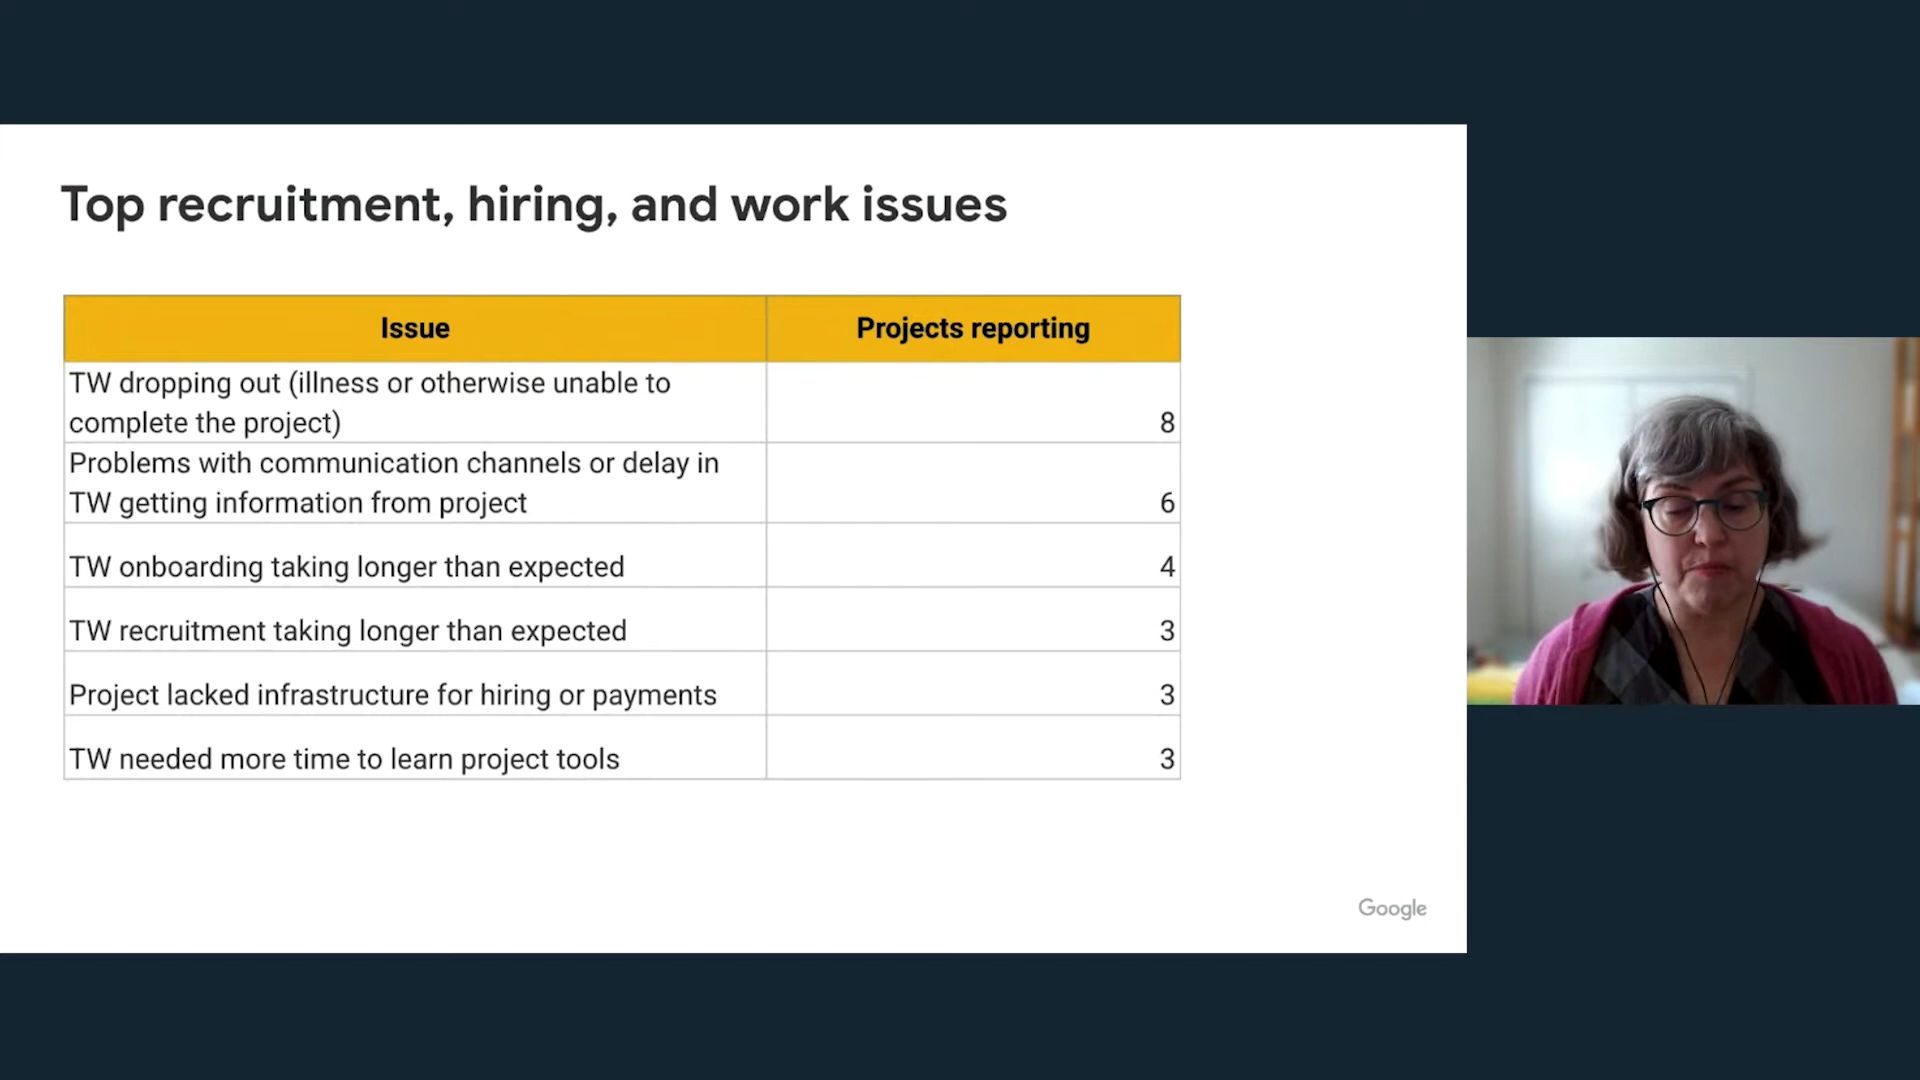 Top recruitment, hiring, and work issues
Issue
Projects reporting
TW dropping out (illness or otherwise unable to
complete the project)
8
Problems with communication channels or delay in
TW getting information from project
6
TW onboarding taking longer than expected
4
TW recruitment taking longer than expected
3
Project lacked infrastructure for hiring or payments
3
TW needed more time to learn project tools
3
Google